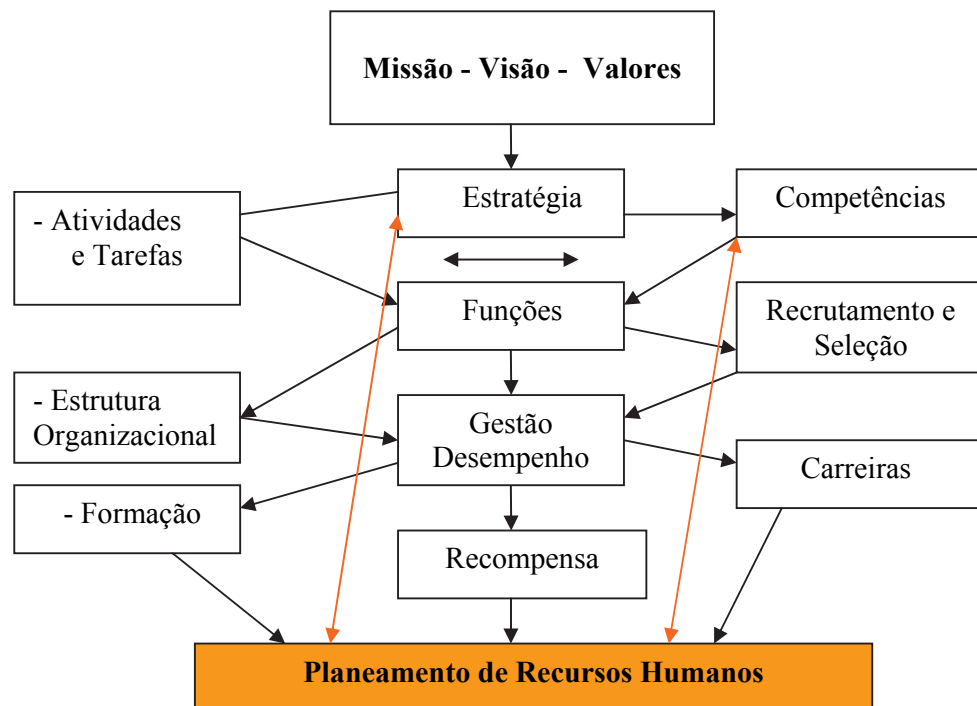 Missão - Visão - Valores
Estratégia
Competências
- Atividades
e Tarefas
Funções
Recrutamento e
Seleção
- Estrutura
Organizacional
Gestão
Desempenho
Carreiras
- Formação
Recompensa
Planeamento de Recursos Humanos